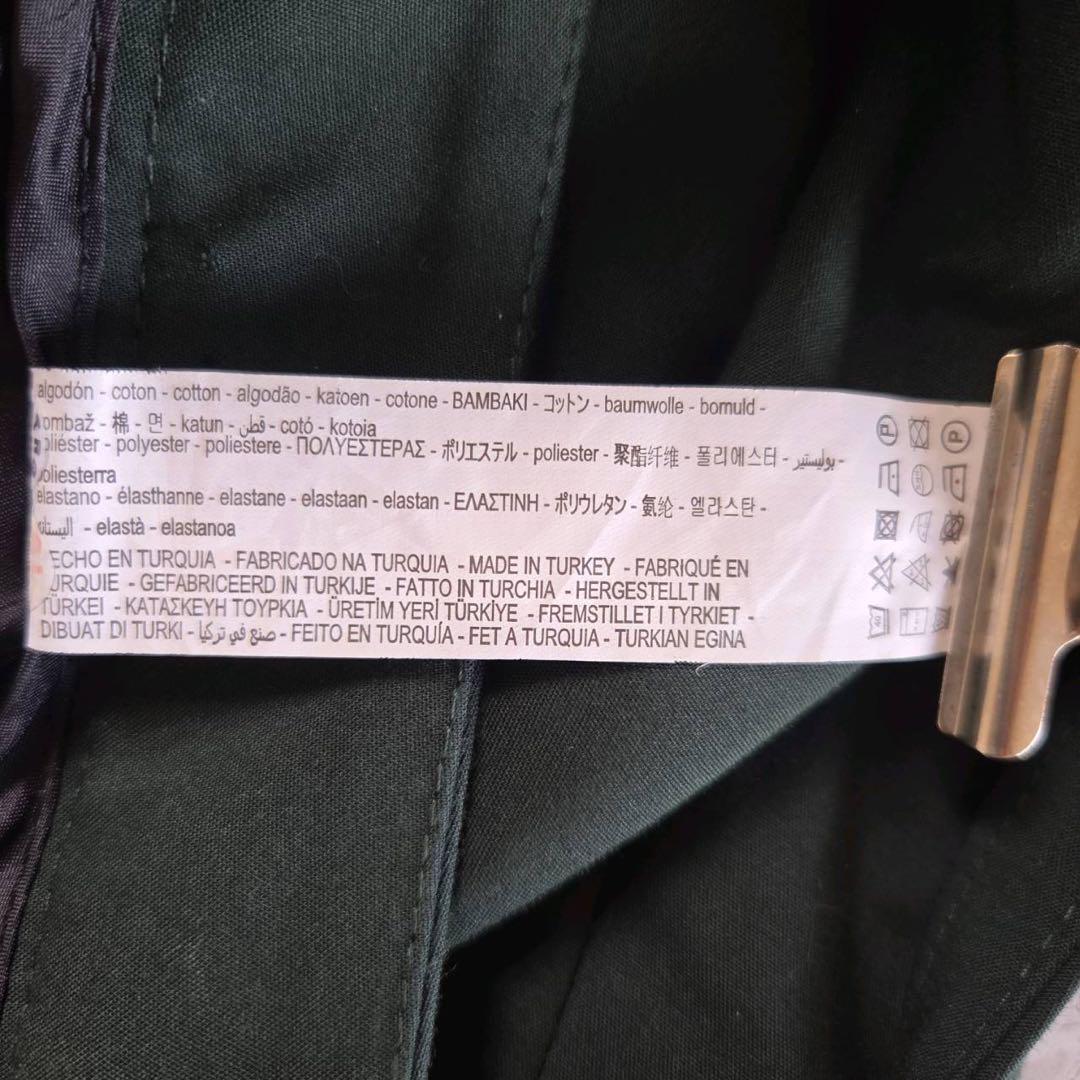 algodón - coton - cotton - algodão - katoen - cotone - ΒΑΜΒΑΚΙ - コットン - baumwolle - bomuld -
ombaž - 棉 - 면 - katun - قطن - cotó - kotoia
poliéster - polyester - poliestere - ΠΟΛΥΕΣΤΕΡΑΣ - ポリエステル - poliester - 聚酯纤维 - 폴리에스터 - بوليستير -
poliesterra
elastano - élasthanne - elastane - elastaan - elastan - ΕΛΑΣΤΙΝΗ - ポリウレタン - 氨纶 - 엘라스탄 -
- elastà - elastanoa
ECHO EN TURQUIA - FABRICADO NA TURQUIA - MADE IN TURKEY - FABRIQUÉ EN
URQUIE - GEFABRICEERD IN TURKIJE - FATTO IN TURCHIA - HERGESTELLT IN
TÜRKEI - ΚΑΤΑΣΚΕΥΗ ΤΟΥΡΚΙΑ - ÜRETİM YERİ TÜRKİYE - FREMSTILLET I TYRKIET -
DIBUAT DI TURKI - صنع في تركيا - FEITO EN TURQUÍA - FET A TURQUIA - TURKIAN EGINA
P P
40